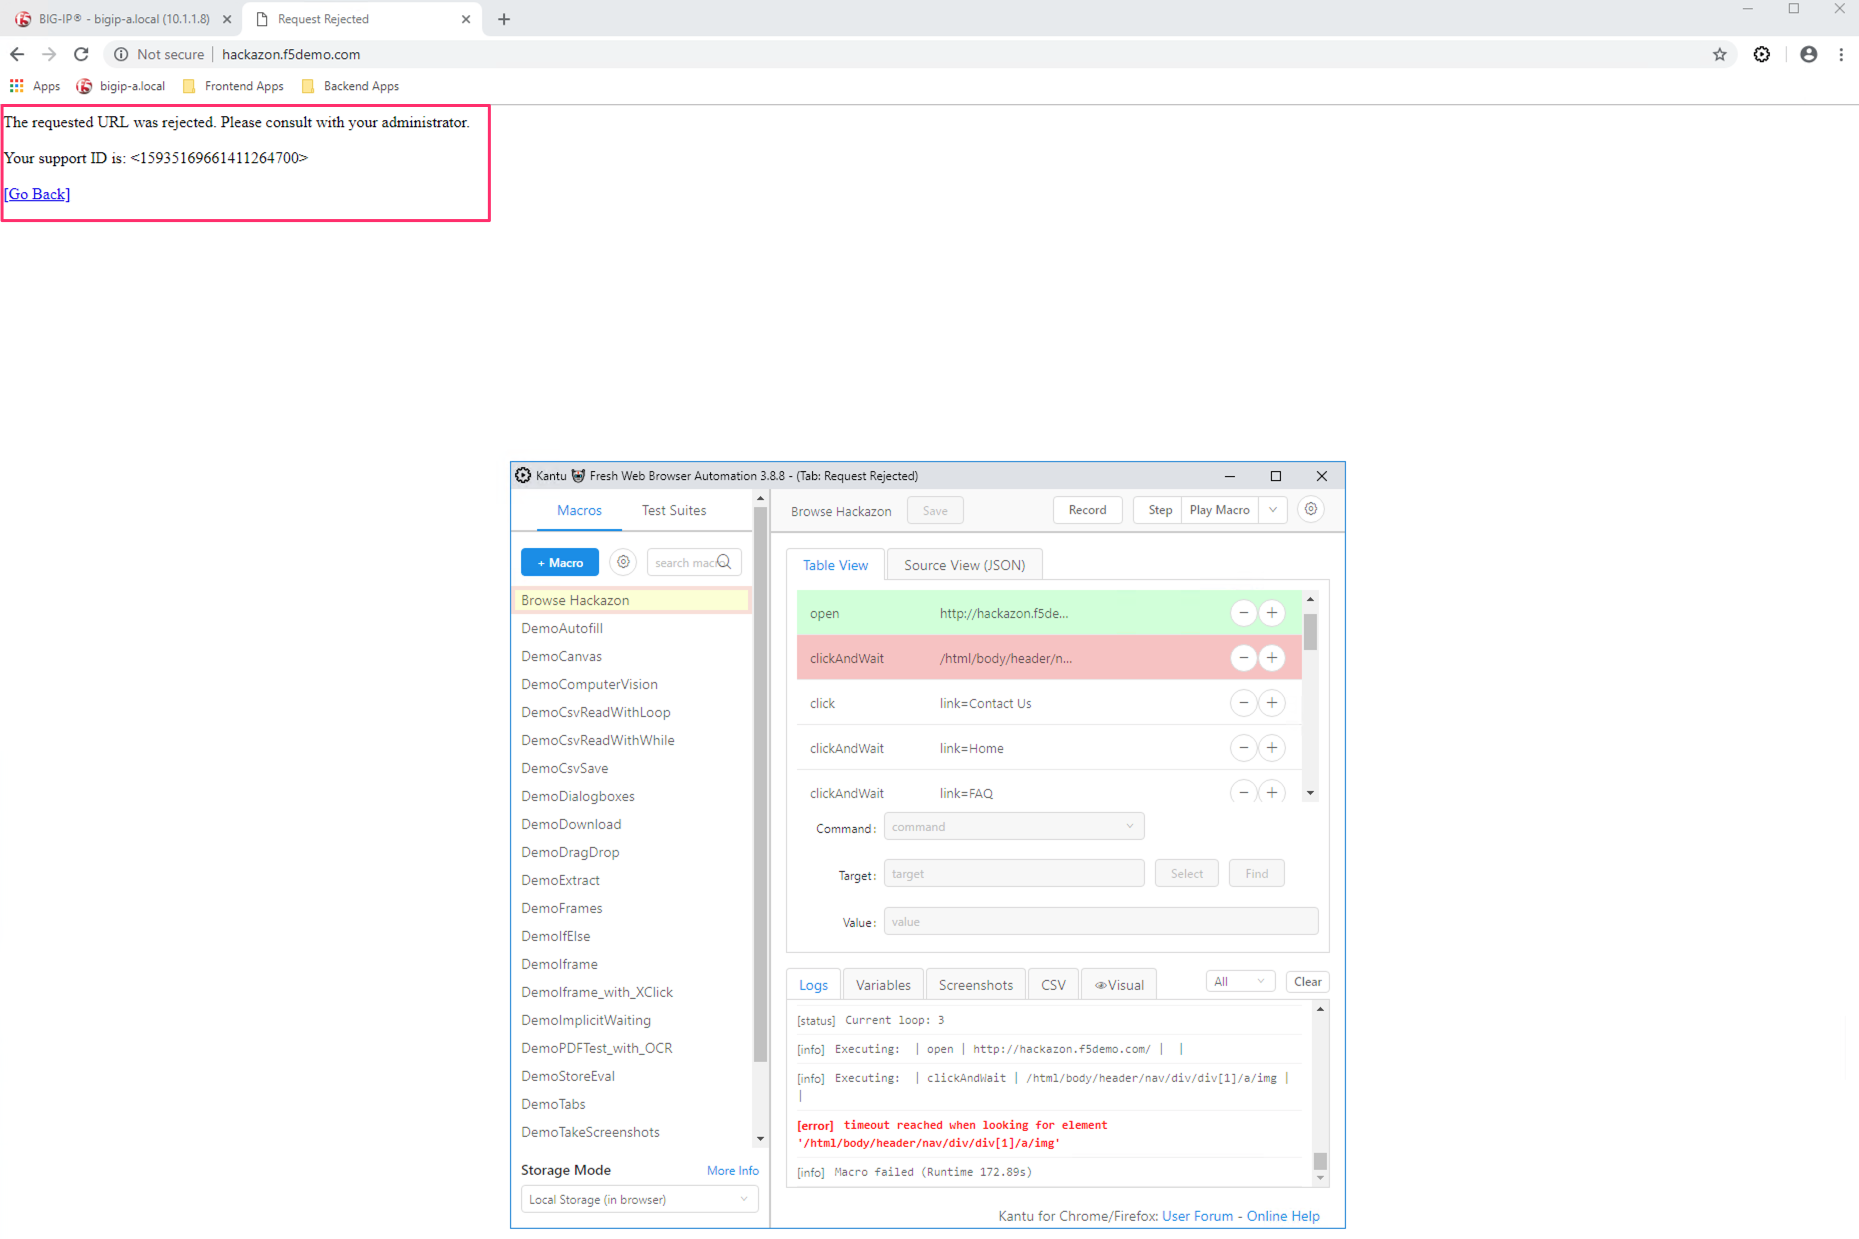 BIG-IP® - bigip-a.local (10.1.1.8)
Request Rejected
Not secure | hackazon.f5demo.com
Apps
bigip-a.local
Frontend Apps
Backend Apps
The requested URL was rejected. Please consult with your administrator.
Your support ID is: <15935169661411264700>
[Go Back]
Kantu Fresh Web Browser Automation 3.8.8 - (Tab: Request Rejected)
Macros
Test Suites
+ Macro
search macro
Browse Hackazon
DemoAutofill
DemoCanvas
DemoComputerVision
DemoCsvReadWithLoop
DemoCsvReadWithWhile
DemoCsvSave
DemoDialogboxes
DemoDownload
DemoDragDrop
DemoExtract
DemoFrames
DemoIfElse
DemoIframe
DemoIframe_with_XClick
DemoImplicitWaiting
DemoPDFTest_with_OCR
DemoStoreEval
DemoTabs
DemoTakeScreenshots
Storage Mode
More Info
Local Storage (in browser)
Browse Hackazon
Save
Record
Step
Play Macro
Table View
Source View (JSON)
open http://hackazon.f5de...
clickAndWait /html/body/header/n...
click link=Contact Us
clickAndWait link=Home
clickAndWait link=FAQ
Command: command
Target: target
Select
Find
Value: value
Logs
Variables
Screenshots
CSV
Visual
All
Clear
[status] Current loop: 3
[info] Executing: | open | http://hackazon.f5demo.com/ | |
[info] Executing: | clickAndWait | /html/body/header/nav/div/div[1]/a/img |
|
[error] timeout reached when looking for element
'/html/body/header/nav/div/div[1]/a/img'
[info] Macro failed (Runtime 172.89s)
Kantu for Chrome/Firefox: User Forum - Online Help